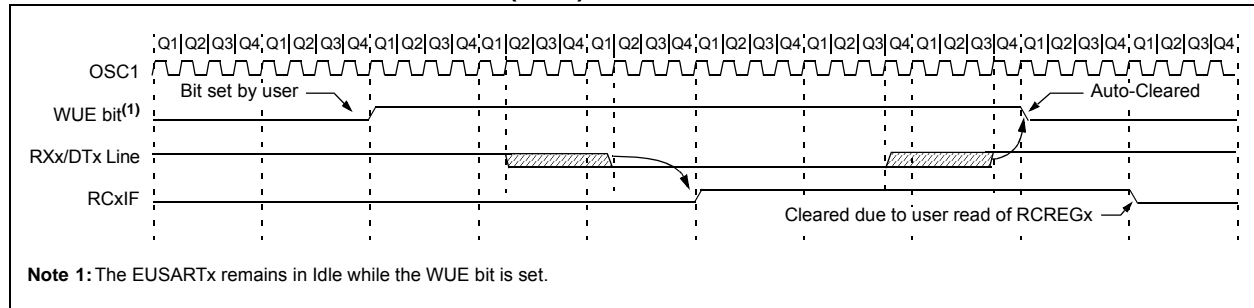 Q1 Q2 Q3 Q4 Q1 Q2 Q3 Q4 Q1 Q2 Q3 Q4 Q1 Q2 Q3 Q4 Q1 Q2 Q3 Q4 Q1 Q2 Q3 Q4 Q1 Q2 Q3 Q4 Q1 Q2 Q3 Q4 Q1 Q2 Q3 Q4 Q1 Q2 Q3 Q4
OSC1
Bit set by user
Auto-Cleared
WUE bit(1)
RXx/DTx Line
RCxIF
Cleared due to user read of RCREGx
Note 1: The EUSARTx remains in Idle while the WUE bit is set.